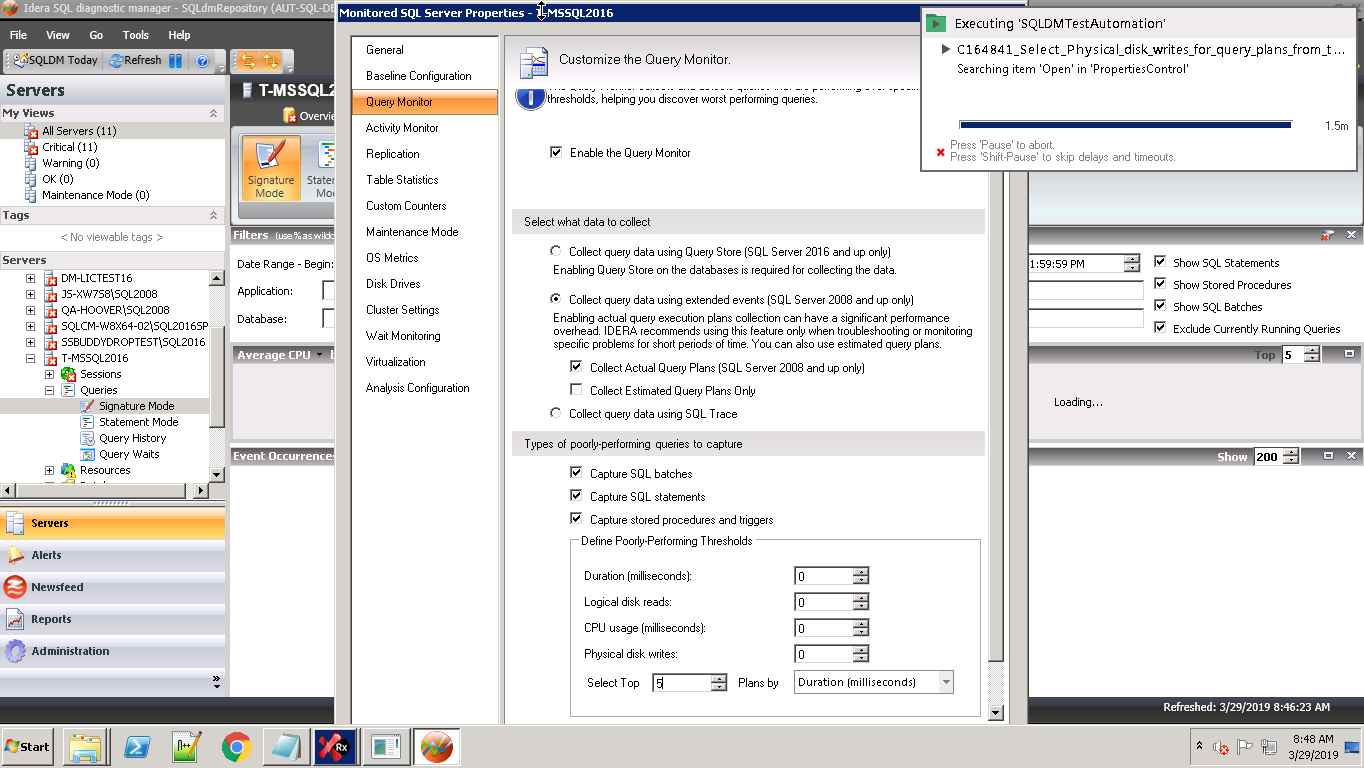 Idera SQL diagnostic manager - SQLdmRepository (AUT-SQL-DE
File View Go Tools Help
SQLDM Today Refresh
Servers
My Views
All Servers (11)
Critical (11)
Warning (0)
OK (0)
Maintenance Mode (0)
Tags
< No viewable tags >
Servers
DM-LICTEST16
JS-XW7S8\SQL2008
QA-HOOVER\SQL2008
SQLCM-W8X64-02\SQL2016SP
SSBUDDYDROPTEST\SQL2016
T-MSSQL2016
Sessions
Queries
Signature Mode
Statement Mode
Query History
Query Waits
Resources
Servers
Alerts
Newsfeed
Reports
Administration
T-MSSQL2
Overvie
Signature Mode
Filters
Date Range - Begin:
Application:
Database:
Average CPU
Event Occurrence
Monitored SQL Server Properties - T-MSSQL2016
General
Baseline Configuration
Query Monitor
Activity Monitor
Replication
Table Statistics
Custom Counters
Maintenance Mode
OS Metrics
Disk Drives
Cluster Settings
Wait Monitoring
Virtualization
Analysis Configuration
Customize the Query Monitor.
thresholds, helping you discover worst performing queries.
Enable the Query Monitor
Select what data to collect
Collect query data using Query Store (SQL Server 2016 and up only)
Enabling Query Store on the databases is required for collecting the data.
Collect query data using extended events (SQL Server 2008 and up only)
Enabling actual query execution plans collection can have a significant performance
overhead. IDERA recommends using this feature only when troubleshooting or monitoring
specific problems for short periods of time. You can also use estimated query plans.
Collect Actual Query Plans (SQL Server 2008 and up only)
Collect Estimated Query Plans Only
Collect query data using SQL Trace
Types of poorly-performing queries to capture
Capture SQL batches
Capture SQL statements
Capture stored procedures and triggers
Define Poorly-Performing Thresholds
Duration (milliseconds): 0
Logical disk reads: 0
CPU usage (milliseconds): 0
Physical disk writes: 0
Select Top 5 Plans by Duration (milliseconds)
Executing 'SQLDMTestAutomation'
C164841_Select_Physical_disk_writes_for_query_plans_from_t...
Searching item 'Open' in 'PropertiesControl'
1.5m
Press 'Pause' to abort.
Press 'Shift-Pause' to skip delays and timeouts.
1:59:59 PM
Show SQL Statements
Show Stored Procedures
Show SQL Batches
Exclude Currently Running Queries
Top 5
Loading...
Show 200
Refreshed: 3/29/2019 8:46:23 AM
Start
Rx
8:48 AM
3/29/2019